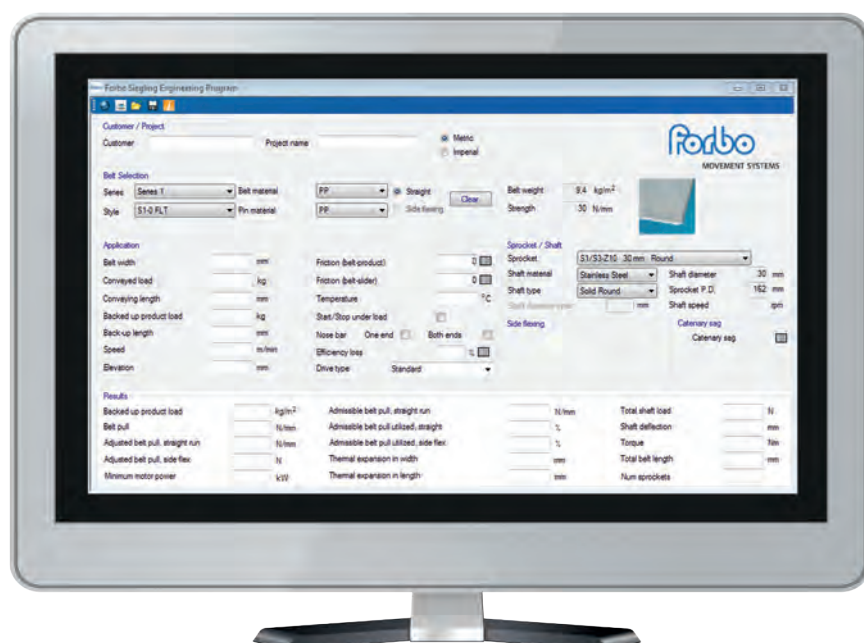 Forbo Siegling Engineering Program
Customer / Project
Customer Project name Metric
Imperial
Forbo
MOVEMENT SYSTEMS
Belt Selection
Series Series 1 Belt material PP Straight Clear Belt weight 9,4 kg/m²
Style S1-0 FLT Pin material PP Side flexing Strength 30 N/mm
Application
Belt width mm
Conveyed load kg
Conveying length mm
Backed up product load kg
Back-up length mm
Speed m/min
Elevation mm
Friction (belt-product) 0
Friction (belt-slider) 0
Temperature °C
Start/Stop under load
Nose bar One end Both ends
Efficiency loss %
Drive type Standard
Sprocket / Shaft
Sprocket S1/S3-Z10 30 mm Round
Shaft material Stainless Steel Shaft diameter 30 mm
Shaft type Solid Round Sprocket P.D. 162 mm
mm Shaft speed rpm
Side flexing
Catenary sag
Catenary sag
Results
Backed up product load kg/m²
Belt pull N/mm
Adjusted belt pull, straight run N/mm
Adjusted belt pull, side flex N
Minimum motor power kW
Admissible belt pull, straight run N/mm
Admissible belt pull utilized, straight %
Admissible belt pull utilized, side flex %
Thermal expansion in width mm
Thermal expansion in length mm
Total shaft load N
Shaft deflection mm
Torque Nm
Total belt length mm
Num sprockets